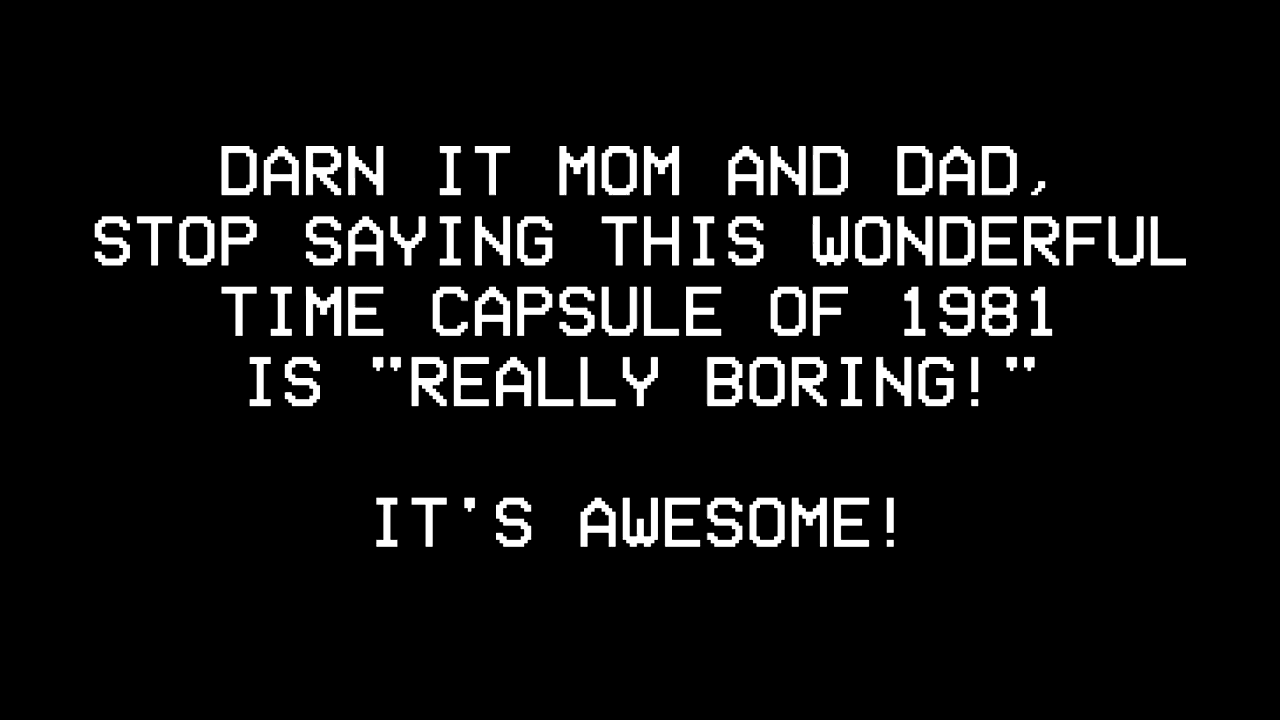 DARN IT MOM AND DAD,
STOP SAYING THIS WONDERFUL
TIME CAPSULE OF 1981
IS "REALLY BORING!"
IT'S AWESOME!